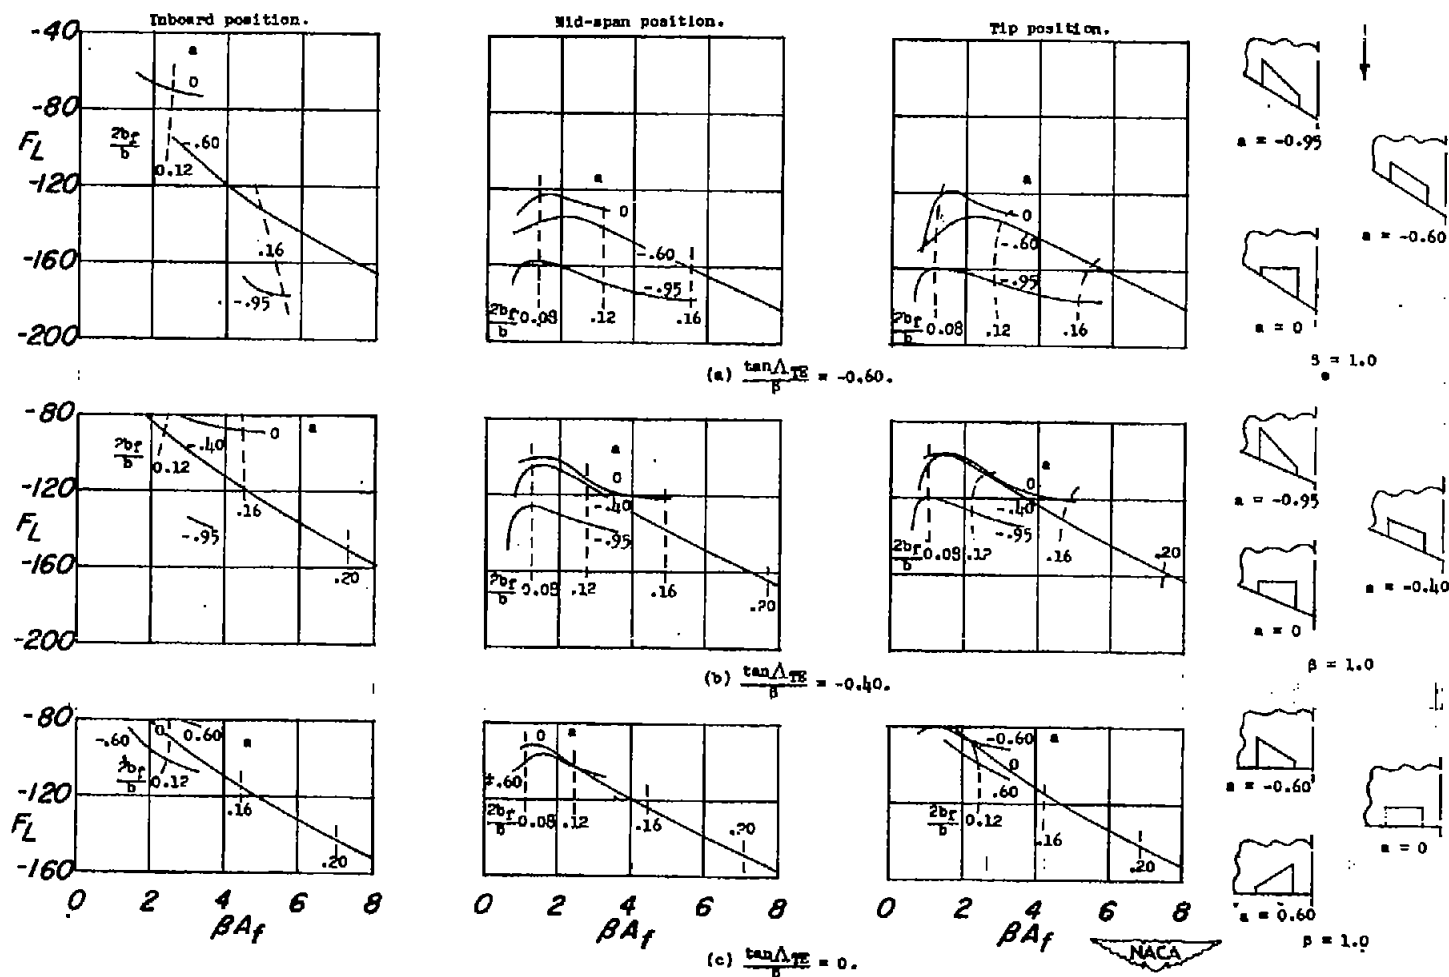 Inboard position. Mid-span position. Tip position.
-40
-80
F_L
-120
-160
-200
a
0
2b_f/b
-.60
0.12
.16
-.95
a
0
-.60
-.95
2b_f/b 0.08 .12 .16
a
0
-.60
-.95
2b_f/b 0.08 .12 .16
a = -0.95
a = -0.60
a = 0
β = 1.0
(a) tanΛ_TE/β = -0.60.
-80
-120
F_L
-160
-200
0 a
2b_f/b 0.12
-.40
.16
-.95
.20
a
0
-.40
-.95
2b_f/b 0.08 .12 .16
.20
a
0
-.40
-.95
2b_f/b 0.08 .12 .16
.20
a = -0.95
a = -0.40
a = 0
β = 1.0
(b) tanΛ_TE/β = -0.40.
-80
-120
F_L
-160
-.60 0 0.60 a
2b_f/b 0.12
.16
.20
0 a
±.60
2b_f/b 0.08 .12 .16
.20
-0.60 a
0
.60
2b_f/b 0.12
.16
.20
a = -0.60
a = 0
a = 0.60
β = 1.0
0 2 4 6 8
βA_f
0 2 4 6 8
βA_f
0 2 4 6 8
βA_f
NACA
(c) tanΛ_TE/β = 0.